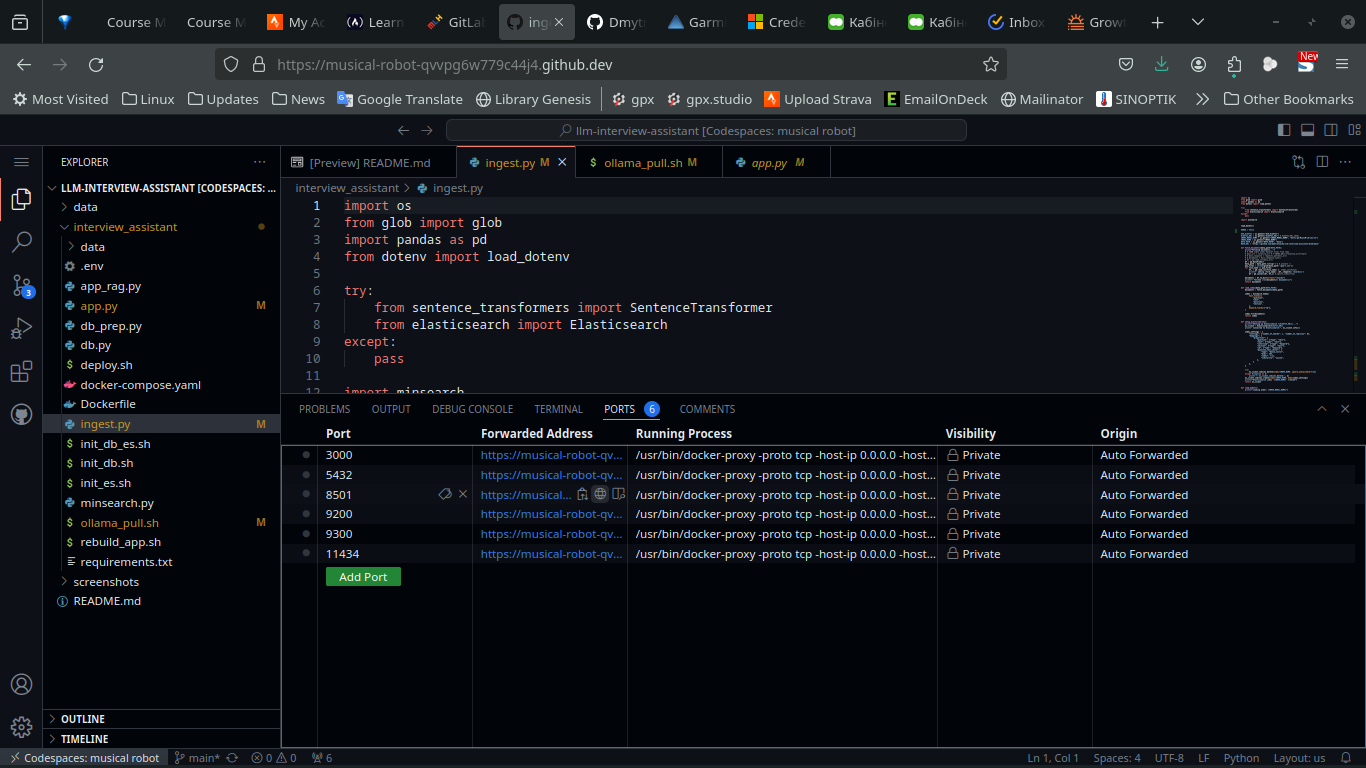 Course M
Course M
My Ac
Learn
GitLab
ing
Dmyt
Garmi
Crede
Кабін
Кабін
Inbox
Growt
https://musical-robot-qvvpg6w779c44j4.github.dev
New
Most Visited
Linux
Updates
News
Google Translate
Library Genesis
gpx
gpx.studio
Upload Strava
EmailOnDeck
Mailinator
SINOPTIK
Other Bookmarks
llm-interview-assistant [Codespaces: musical robot]
EXPLORER
LLM-INTERVIEW-ASSISTANT [CODESPACES: ...
data
interview_assistant
data
.env
app_rag.py
app.py M
db_prep.py
db.py
deploy.sh
docker-compose.yaml
Dockerfile
ingest.py M
init_db_es.sh
init_db.sh
init_es.sh
minsearch.py
ollama_pull.sh M
rebuild_app.sh
requirements.txt
screenshots
README.md
OUTLINE
TIMELINE
3
[Preview] README.md
ingest.py M
ollama_pull.sh M
app.py M
interview_assistant > ingest.py
1 import os
2 from glob import glob
3 import pandas as pd
4 from dotenv import load_dotenv
5
6 try:
7 from sentence_transformers import SentenceTransformer
8 from elasticsearch import Elasticsearch
9 except:
10 pass
11
12 import minsearch
PROBLEMS OUTPUT DEBUG CONSOLE TERMINAL PORTS 6 COMMENTS
Port Forwarded Address Running Process Visibility Origin
3000 https://musical-robot-qv... /usr/bin/docker-proxy -proto tcp -host-ip 0.0.0.0 -host... Private Auto Forwarded
5432 https://musical-robot-qv... /usr/bin/docker-proxy -proto tcp -host-ip 0.0.0.0 -host... Private Auto Forwarded
8501 https://musical... /usr/bin/docker-proxy -proto tcp -host-ip 0.0.0.0 -host... Private Auto Forwarded
9200 https://musical-robot-qv... /usr/bin/docker-proxy -proto tcp -host-ip 0.0.0.0 -host... Private Auto Forwarded
9300 https://musical-robot-qv... /usr/bin/docker-proxy -proto tcp -host-ip 0.0.0.0 -host... Private Auto Forwarded
11434 https://musical-robot-qv... /usr/bin/docker-proxy -proto tcp -host-ip 0.0.0.0 -host... Private Auto Forwarded
Add Port
Codespaces: musical robot
main*
0
0
6
Ln 1, Col 1
Spaces: 4
UTF-8
LF
Python
Layout: us